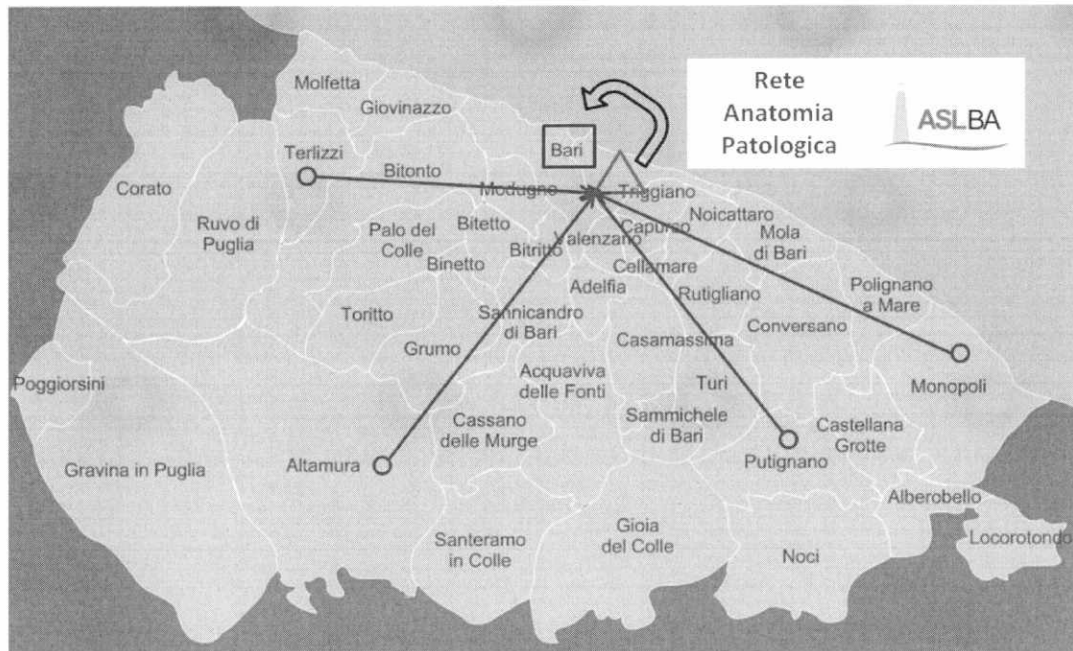 Rete
Anatomia
Patologica
ASLBA
Molfetta
Giovinazzo
Bari
Terlizzi
Bitonto
Corato
Modugno
Triggiano
Ruvo di
Puglia
Palo del
Colle
Bitetto
Noicattaro
Capurso
Mola
di Bari
Valenzano
Bitritto
Binetto
Cellamare
Adelfia
Rutigliano
Polignano
a Mare
Toritto
Sannicandro
di Bari
Conversano
Grumo
Casamassima
Poggiorsini
Acquaviva
delle Fonti
Turi
Monopoli
Cassano
delle Murge
Sammichele
di Bari
Castellana
Grotte
Gravina in Puglia
Altamura
Putignano
Alberobello
Santeramo
in Colle
Gioia
del Colle
Noci
Locorotondo